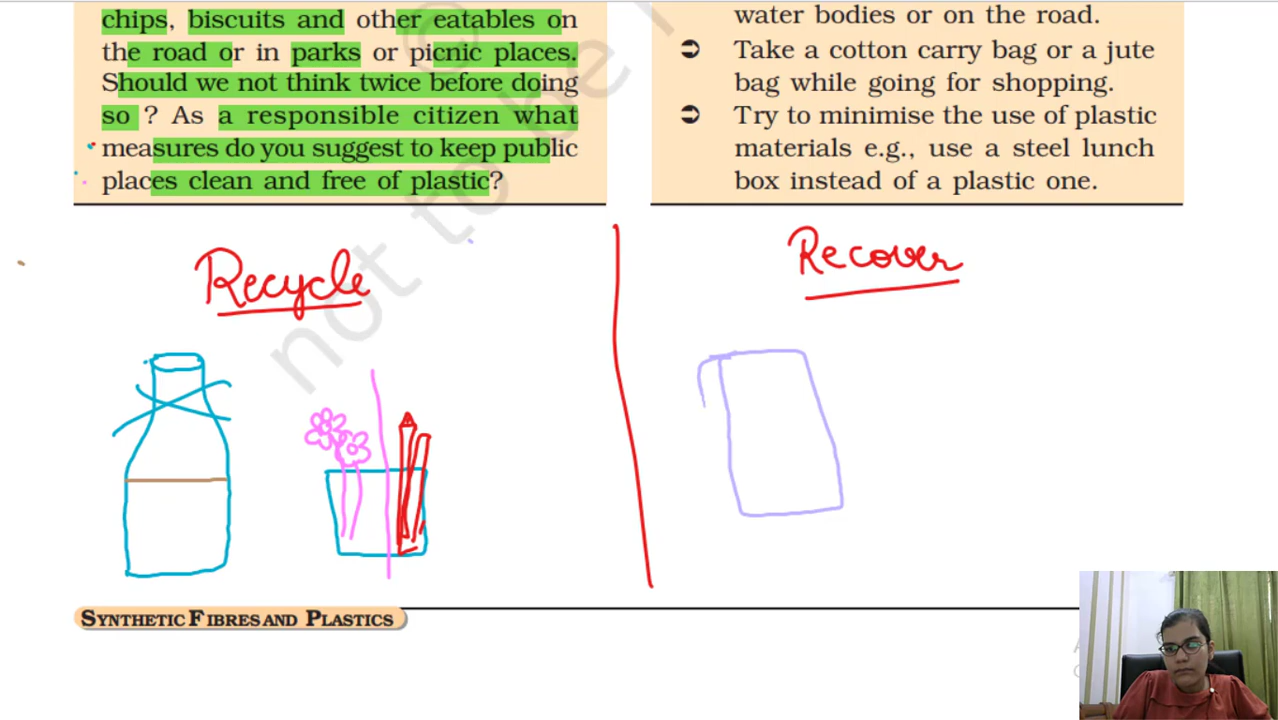 chips, biscuits and other eatables on
the road or in parks or picnic places.
Should we not think twice before doing
so ? As a responsible citizen what
measures do you suggest to keep public
places clean and free of plastic?
water bodies or on the road.
Take a cotton carry bag or a jute
bag while going for shopping.
Try to minimise the use of plastic
materials e.g., use a steel lunch
box instead of a plastic one.
not to be
Recycle
Recover
SYNTHETIC FIBRES AND PLASTICS